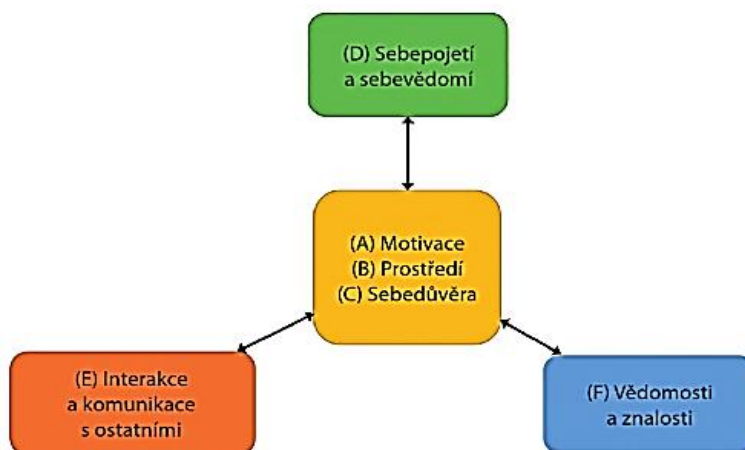 (D) Sebepojetí
a sebevědomí
(A) Motivace
(B) Prostředí
(C) Sebedůvěra
(E) Interakce
a komunikace
s ostatními
(F) Vědomosti
a znalosti